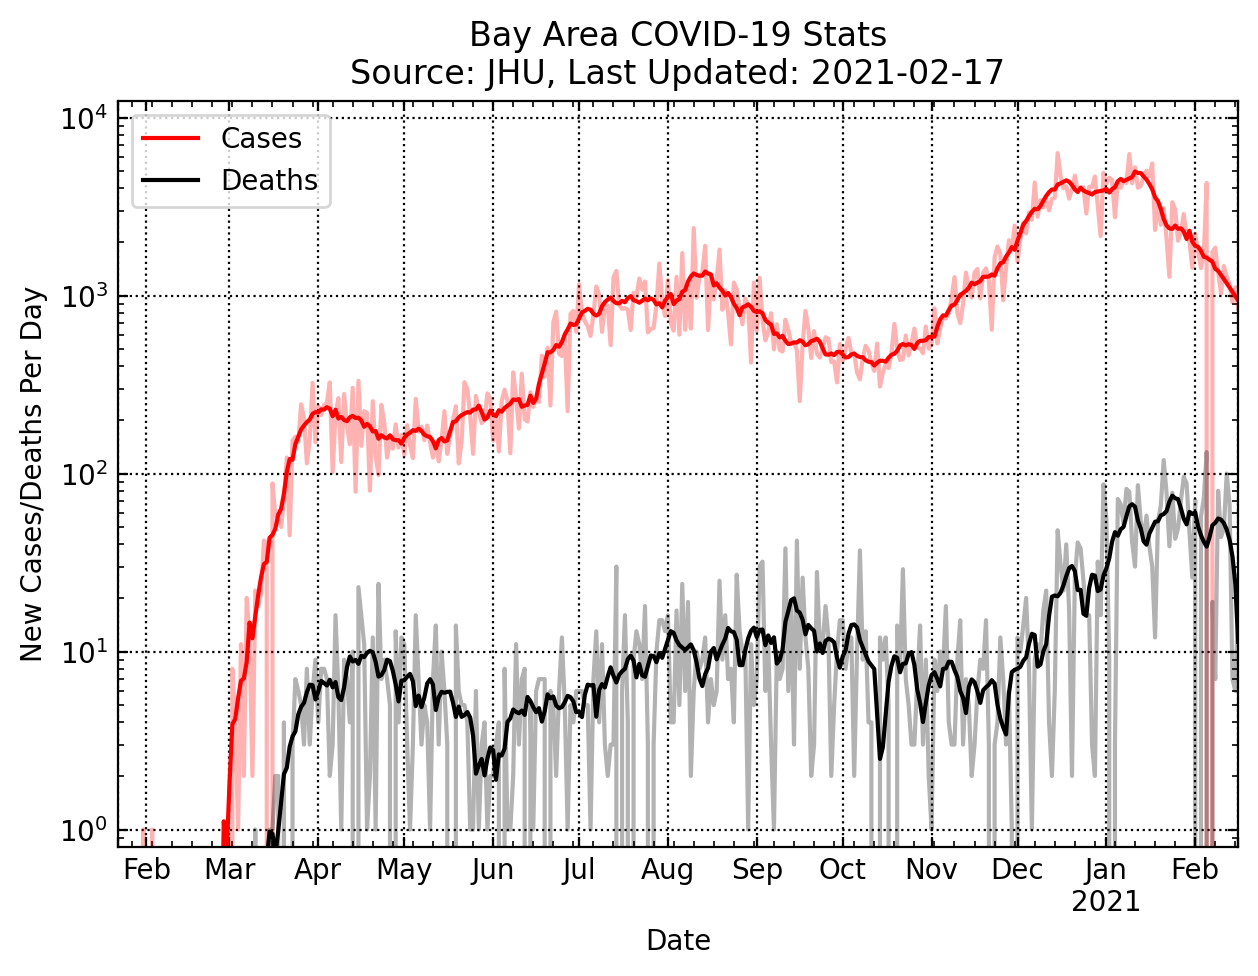 Bay Area COVID-19 Stats
Source: JHU, Last Updated: 2021-02-17
Cases
Deaths
New Cases/Deaths Per Day
10⁴
10³
10²
10¹
10⁰
Feb Mar Apr May Jun Jul Aug Sep Oct Nov Dec Jan Feb
2021
Date